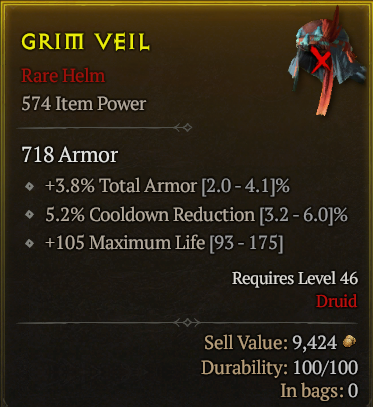 GRIM VEIL
Rare Helm
574 Item Power
718 Armor
+3.8% Total Armor [2.0 - 4.1]%
5.2% Cooldown Reduction [3.2 - 6.0]%
+105 Maximum Life [93 - 175]
Requires Level 46
Druid
Sell Value: 9,424
Durability: 100/100
In bags: 0